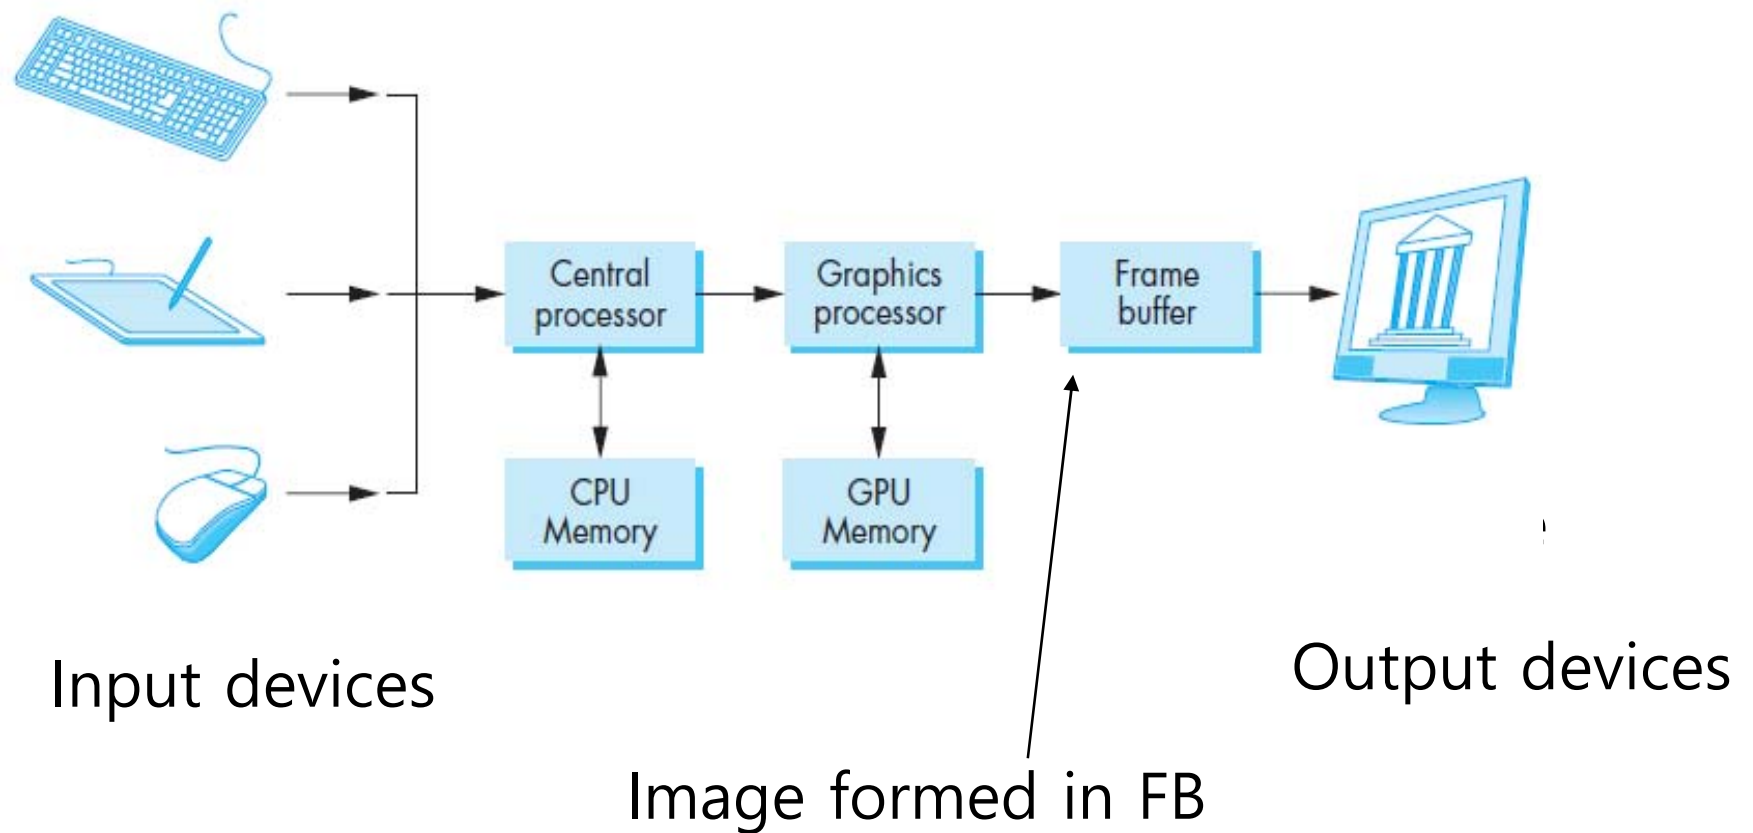 Central
processor
Graphics
processor
Frame
buffer
CPU
Memory
GPU
Memory
Input devices
Output devices
Image formed in FB